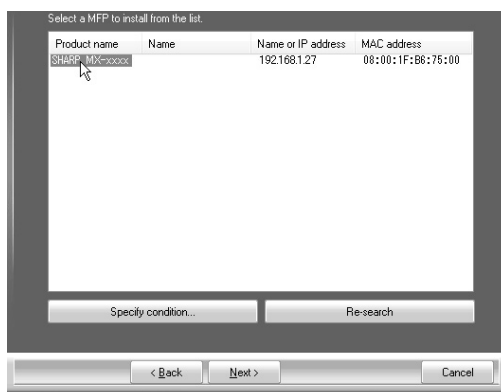 Select a MFP to install from the list.
Product name Name Name or IP address MAC address
SHARP MX-xxxx 192.168.1.27 08:00:1F:B6:75:00
Specify condition... Re-search
< Back Next > Cancel